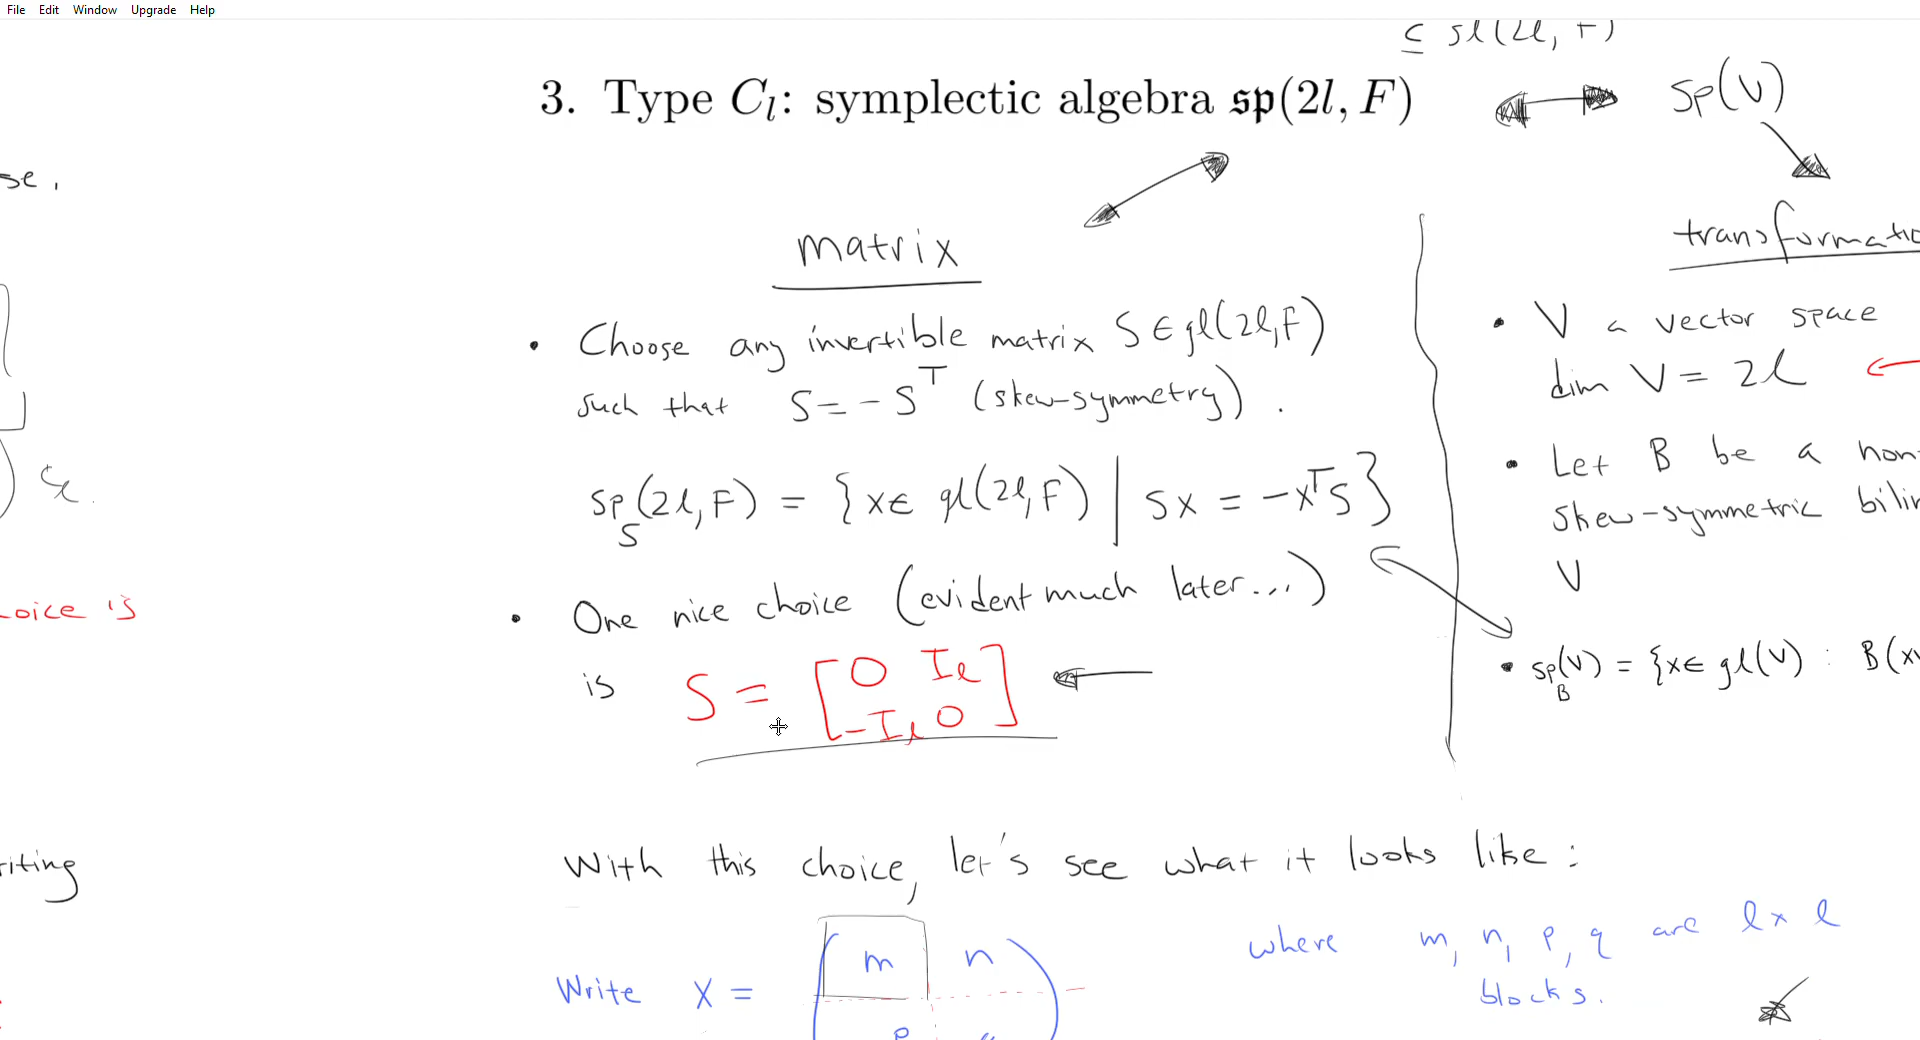 File Edit Window Upgrade Help
⊆ sl(2l, F)
3. Type C_l: symplectic algebra 𝔰𝔭(2l, F)
sp(V)
se.
matrix
transformatio
• Choose any invertible matrix S ∈ gl(2l, F)
such that S = -S^T (skew-symmetry).
sp_S(2l, F) = {x ∈ gl(2l, F) | Sx = -x^T S}
• One nice choice (evident much later...)
is S = [0 I_l
-I_l 0]
• V a vector space
dim V = 2l
• Let B be a non-
skew-symmetric bilin
V
• sp_B(V) = {x ∈ gl(V) : B(xv
oice is
riting
With this choice, let's see what it looks like:
Write x = ( m n )
p
where m, n, p, q are l × l
blocks.